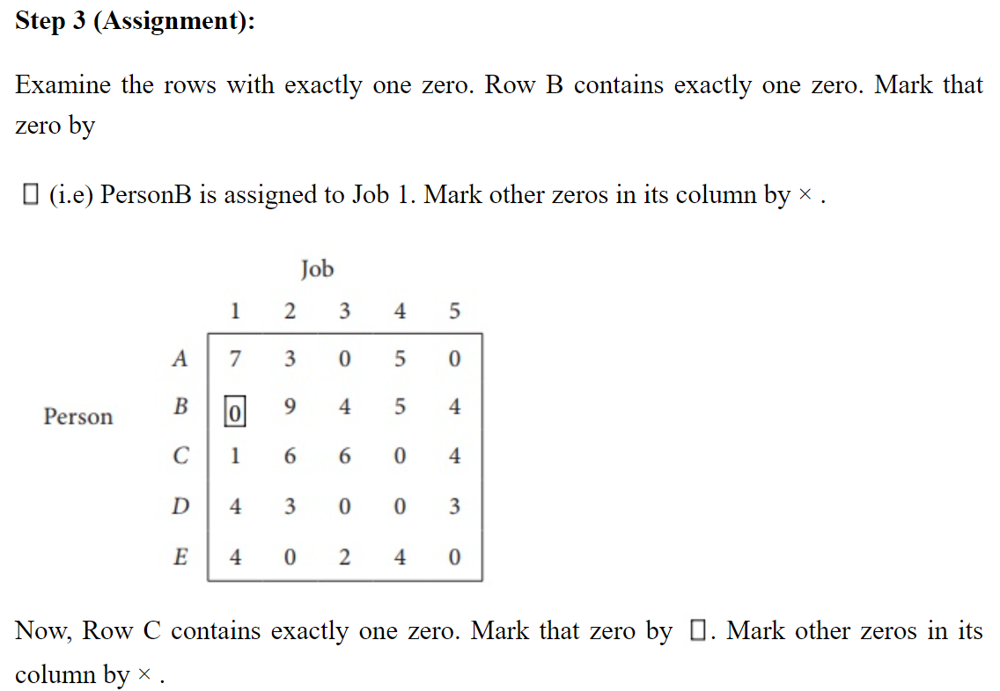 Step 3 (Assignment):
Examine the rows with exactly one zero. Row B contains exactly one zero. Mark that
zero by
▯ (i.e) PersonB is assigned to Job 1. Mark other zeros in its column by × .
Job
1 2 3 4 5
A 7 3 0 5 0
Person B 0 9 4 5 4
C 1 6 6 0 4
D 4 3 0 0 3
E 4 0 2 4 0
Now, Row C contains exactly one zero. Mark that zero by ▯. Mark other zeros in its
column by × .